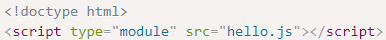 <!doctype html>
<script type="module" src="hello.js"></script>